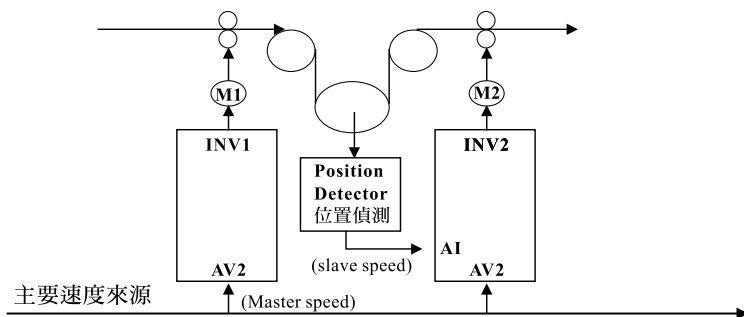 M1
M2
INV1
INV2
Position
Detector
位置偵測
AI
(slave speed)
AV2
AV2
主要速度來源
(Master speed)